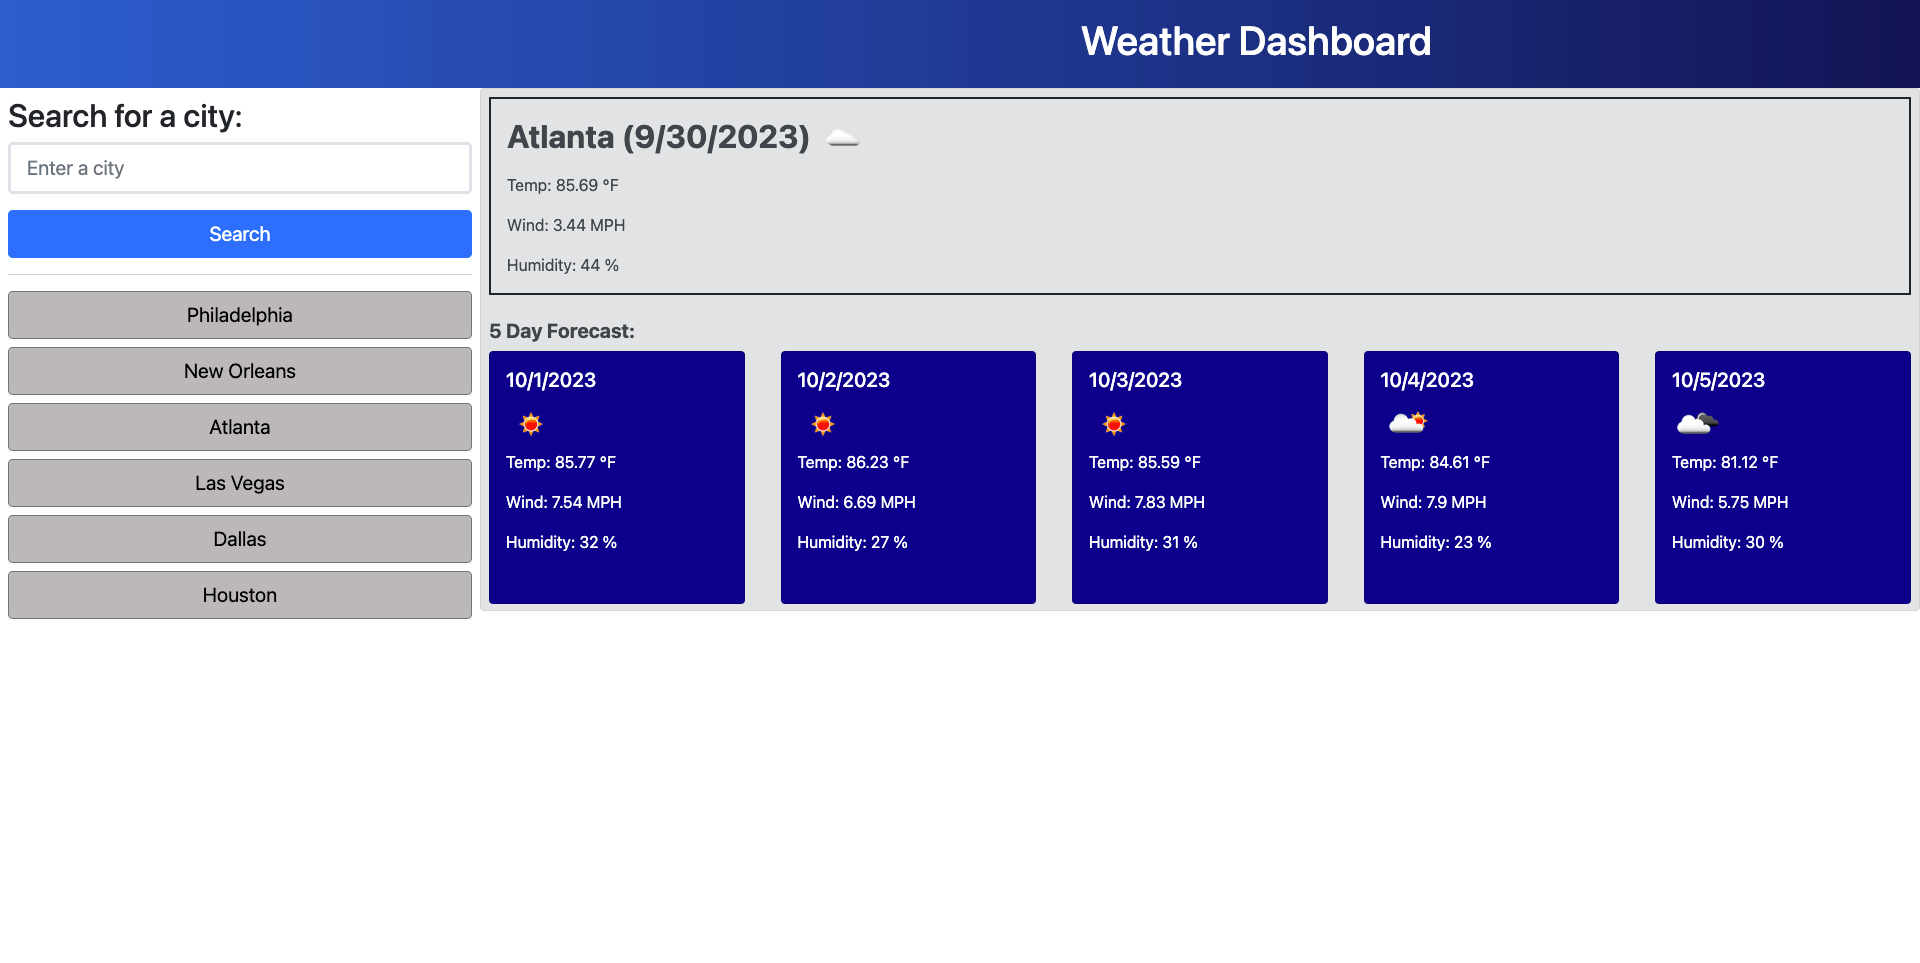 Weather Dashboard
Search for a city:
Enter a city
Search
Philadelphia
New Orleans
Atlanta
Las Vegas
Dallas
Houston
Atlanta (9/30/2023)
Temp: 85.69 °F
Wind: 3.44 MPH
Humidity: 44 %
5 Day Forecast:
10/1/2023
Temp: 85.77 °F
Wind: 7.54 MPH
Humidity: 32 %
10/2/2023
Temp: 86.23 °F
Wind: 6.69 MPH
Humidity: 27 %
10/3/2023
Temp: 85.59 °F
Wind: 7.83 MPH
Humidity: 31 %
10/4/2023
Temp: 84.61 °F
Wind: 7.9 MPH
Humidity: 23 %
10/5/2023
Temp: 81.12 °F
Wind: 5.75 MPH
Humidity: 30 %